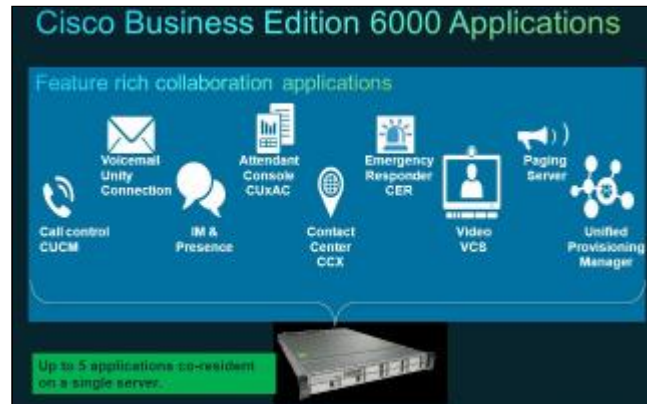 Cisco Business Edition 6000 Applications
Feature rich collaboration applications
Call control
CUCM
Voicemail
Unity
Connection
IM &
Presence
Attendant
Console
CUxAC
Contact
Center
CCX
Emergency
Responder
CER
Video
VCS
Paging
Server
Unified
Provisioning
Manager
Up to 5 applications co-resident
on a single server.